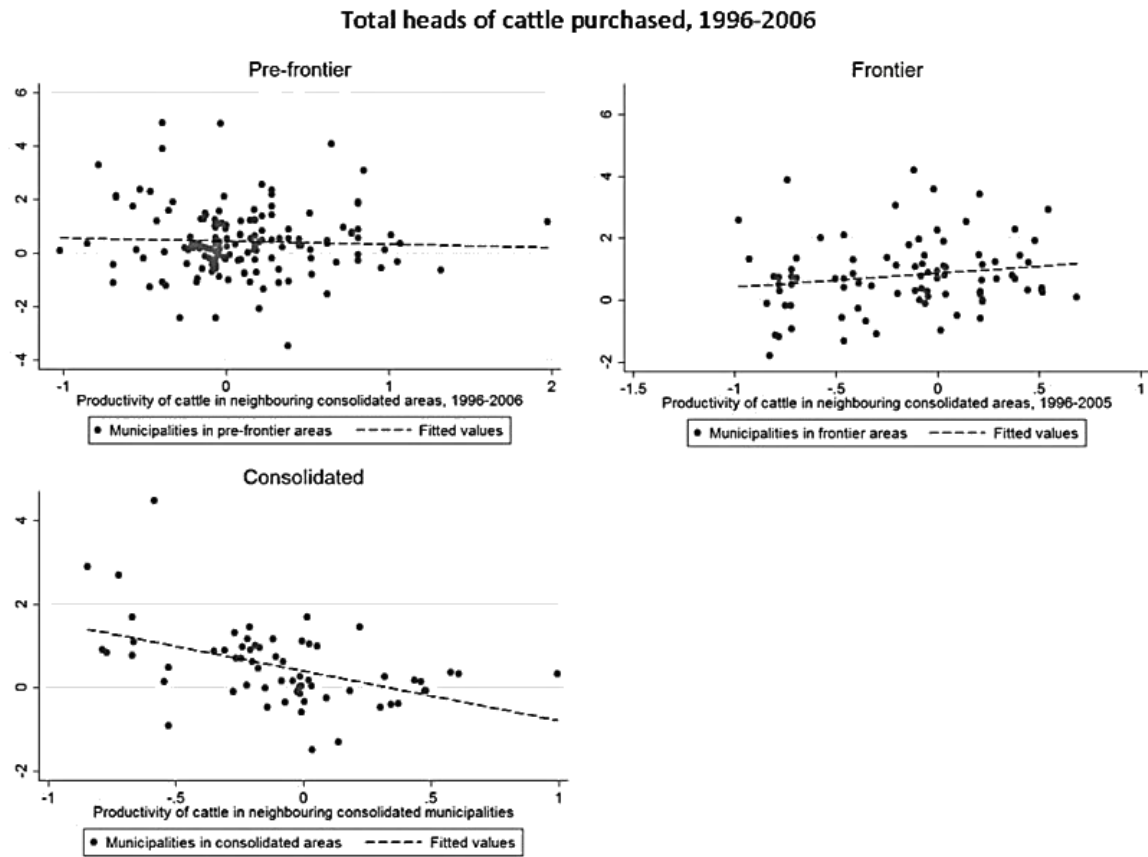 Total heads of cattle purchased, 1996-2006
Pre-frontier
6
4
2
0
-2
-4
-1 0 1 2
Productivity of cattle in neighbouring consolidated areas, 1996-2006
Municipalities in pre-frontier areas Fitted values
Frontier
6
4
2
0
-2
-1.5 -1 -.5 0 .5 1
Productivity of cattle in neighbouring consolidated areas, 1996-2005
Municipalities in frontier areas Fitted values
Consolidated
4
2
0
-2
-1 -.5 0 .5 1
Productivity of cattle in neighbouring consolidated municipalities
Municipalities in consolidated areas Fitted values